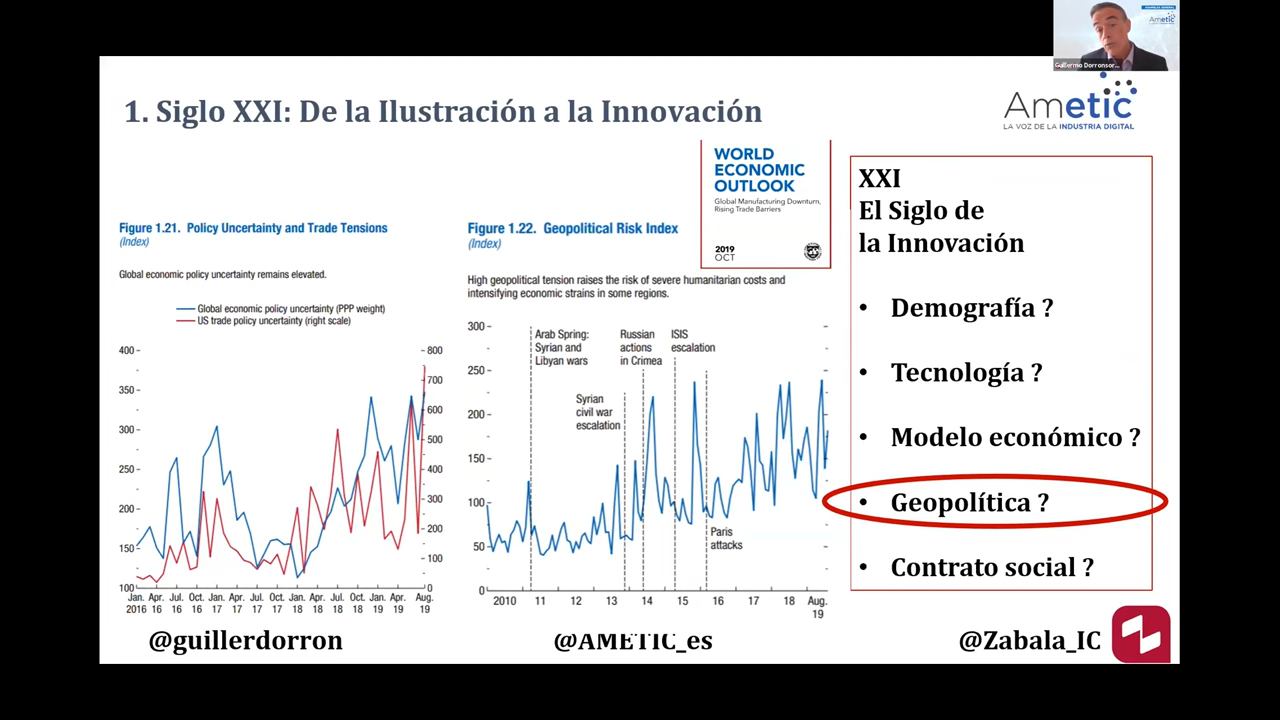 ASAMBLEA GENERAL
Ametic
Guillermo Dorronsor...
1. Siglo XXI: De la Ilustración a la Innovación
Ametic
LA VOZ DE LA INDUSTRIA DIGITAL
WORLD
ECONOMIC
OUTLOOK
Global Manufacturing Downturn,
Rising Trade Barriers
2019
OCT
Figure 1.21. Policy Uncertainty and Trade Tensions
(Index)
Global economic policy uncertainty remains elevated.
Global economic policy uncertainty (PPP weight)
US trade policy uncertainty (right scale)
400
350
300
250
200
150
100
800
700
600
500
400
300
200
100
0
Jan. Apr. July Oct. Jan. Apr. July Oct. Jan. Apr. July Oct. Jan. Apr. Aug.
2016 16 16 16 17 17 17 17 18 18 18 18 19 19 19
Figure 1.22. Geopolitical Risk Index
(Index)
High geopolitical tension raises the risk of severe humanitarian costs and
intensifying economic strains in some regions.
300
250
200
150
100
50
0
Arab Spring:
Syrian and
Libyan wars
Syrian
civil war
escalation
Russian
actions
in Crimea
ISIS
escalation
Paris
attacks
2010 11 12 13 14 15 16 17 18 Aug.
19
XXI
El Siglo de
la Innovación
• Demografía ?
• Tecnología ?
• Modelo económico ?
• Geopolítica ?
• Contrato social ?
@guillerdorron
@AMETIC_es
@Zabala_IC